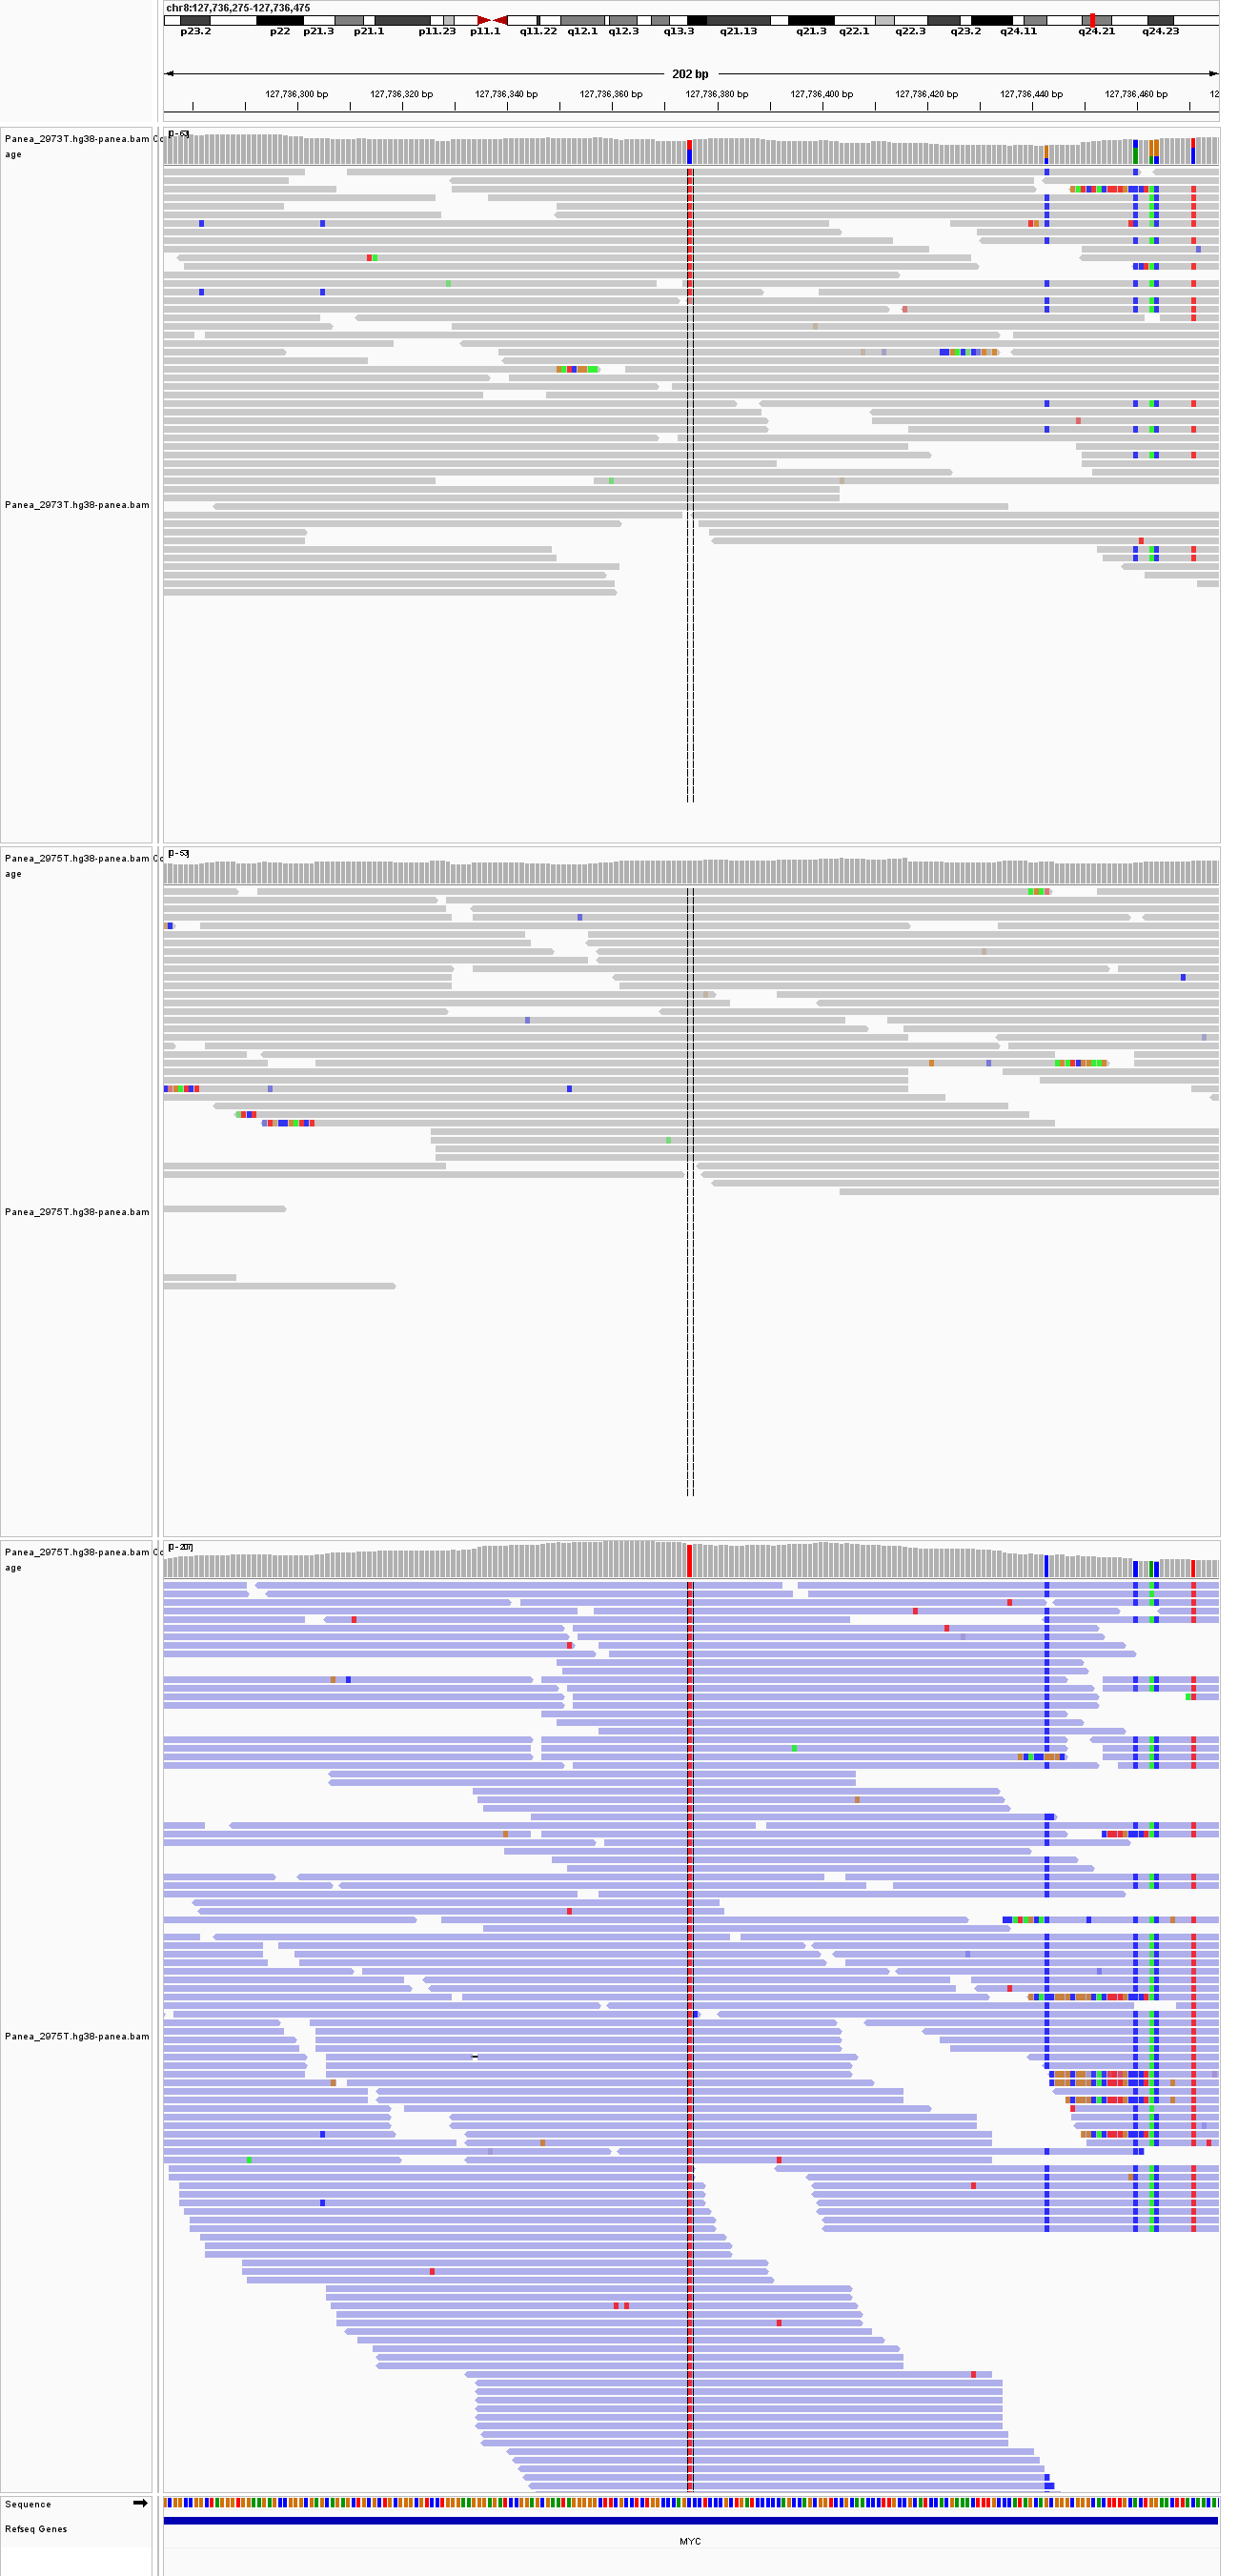 chr8:127,736,275-127,736,475
p23.2 p22 p21.3 p21.1 p11.23 p11.1 q11.22 q12.1 q12.3 q13.3 q21.13 q21.3 q22.1 q22.3 q23.2 q24.11 q24.21 q24.23
202 bp
127,736,300 bp 127,736,320 bp 127,736,340 bp 127,736,360 bp 127,736,380 bp 127,736,400 bp 127,736,420 bp 127,736,440 bp 127,736,460 bp 12
Panea_2973T.hg38-panea.bam Co
[0-63]
age
Panea_2973T.hg38-panea.bam
Panea_2975T.hg38-panea.bam Co
[0-53]
age
Panea_2975T.hg38-panea.bam
Panea_2975T.hg38-panea.bam Co
age
Panea_2975T.hg38-panea.bam
Sequence
Refseq Genes
MYC